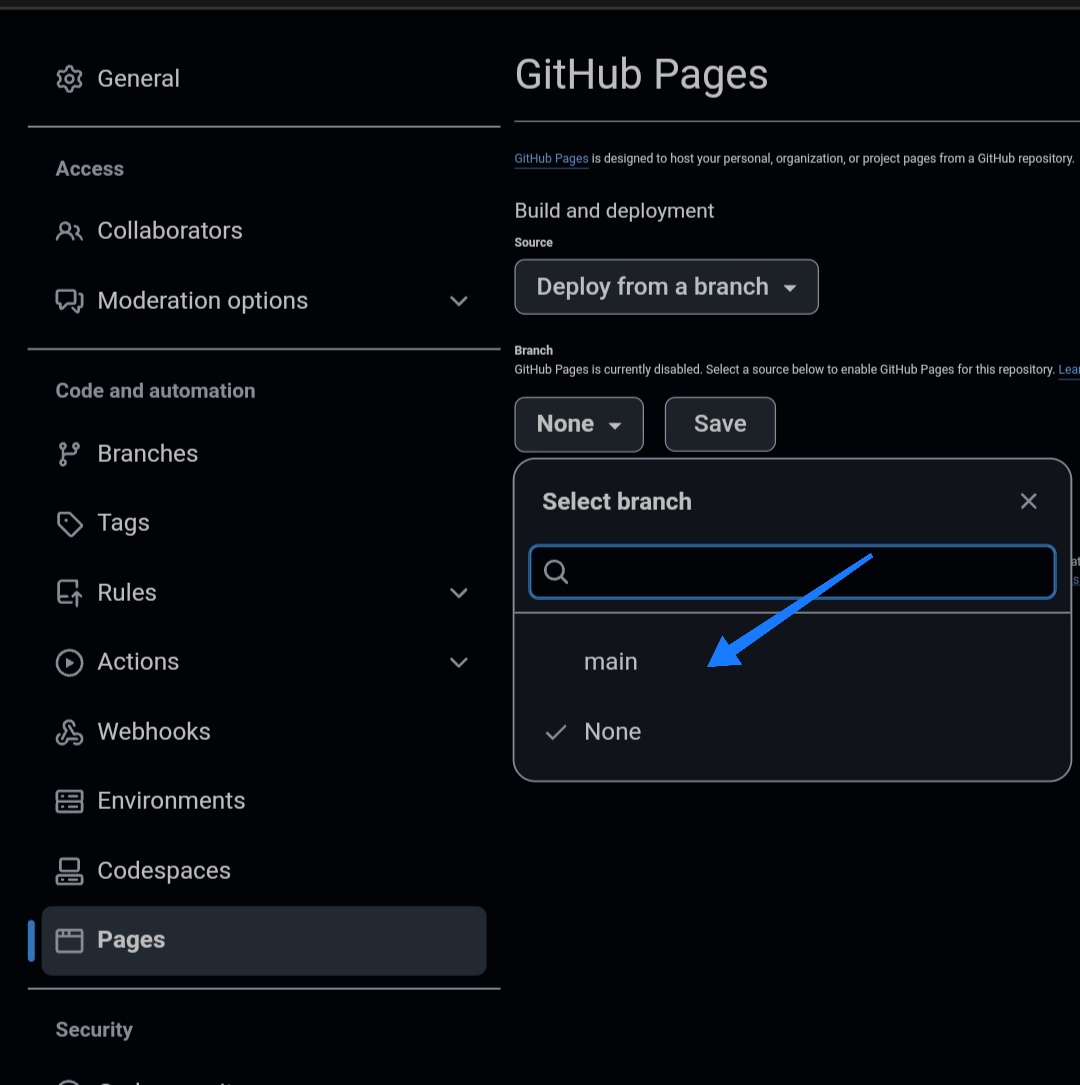 General
Access
Collaborators
Moderation options
Code and automation
Branches
Tags
Rules
Actions
Webhooks
Environments
Codespaces
Pages
Security
GitHub Pages
GitHub Pages is designed to host your personal, organization, or project pages from a GitHub repository.
Build and deployment
Source
Deploy from a branch
Branch
GitHub Pages is currently disabled. Select a source below to enable GitHub Pages for this repository.
None
Save
Select branch
main
None